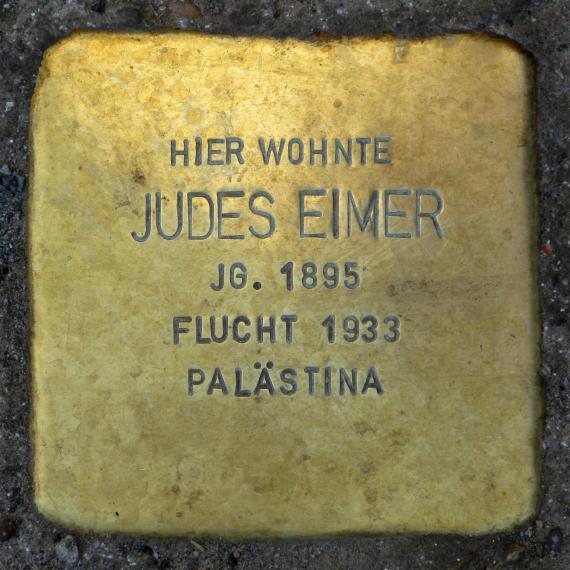 HIER WOHNTE
JUDES EIMER
JG. 1895
FLUCHT 1933
PALÄSTINA